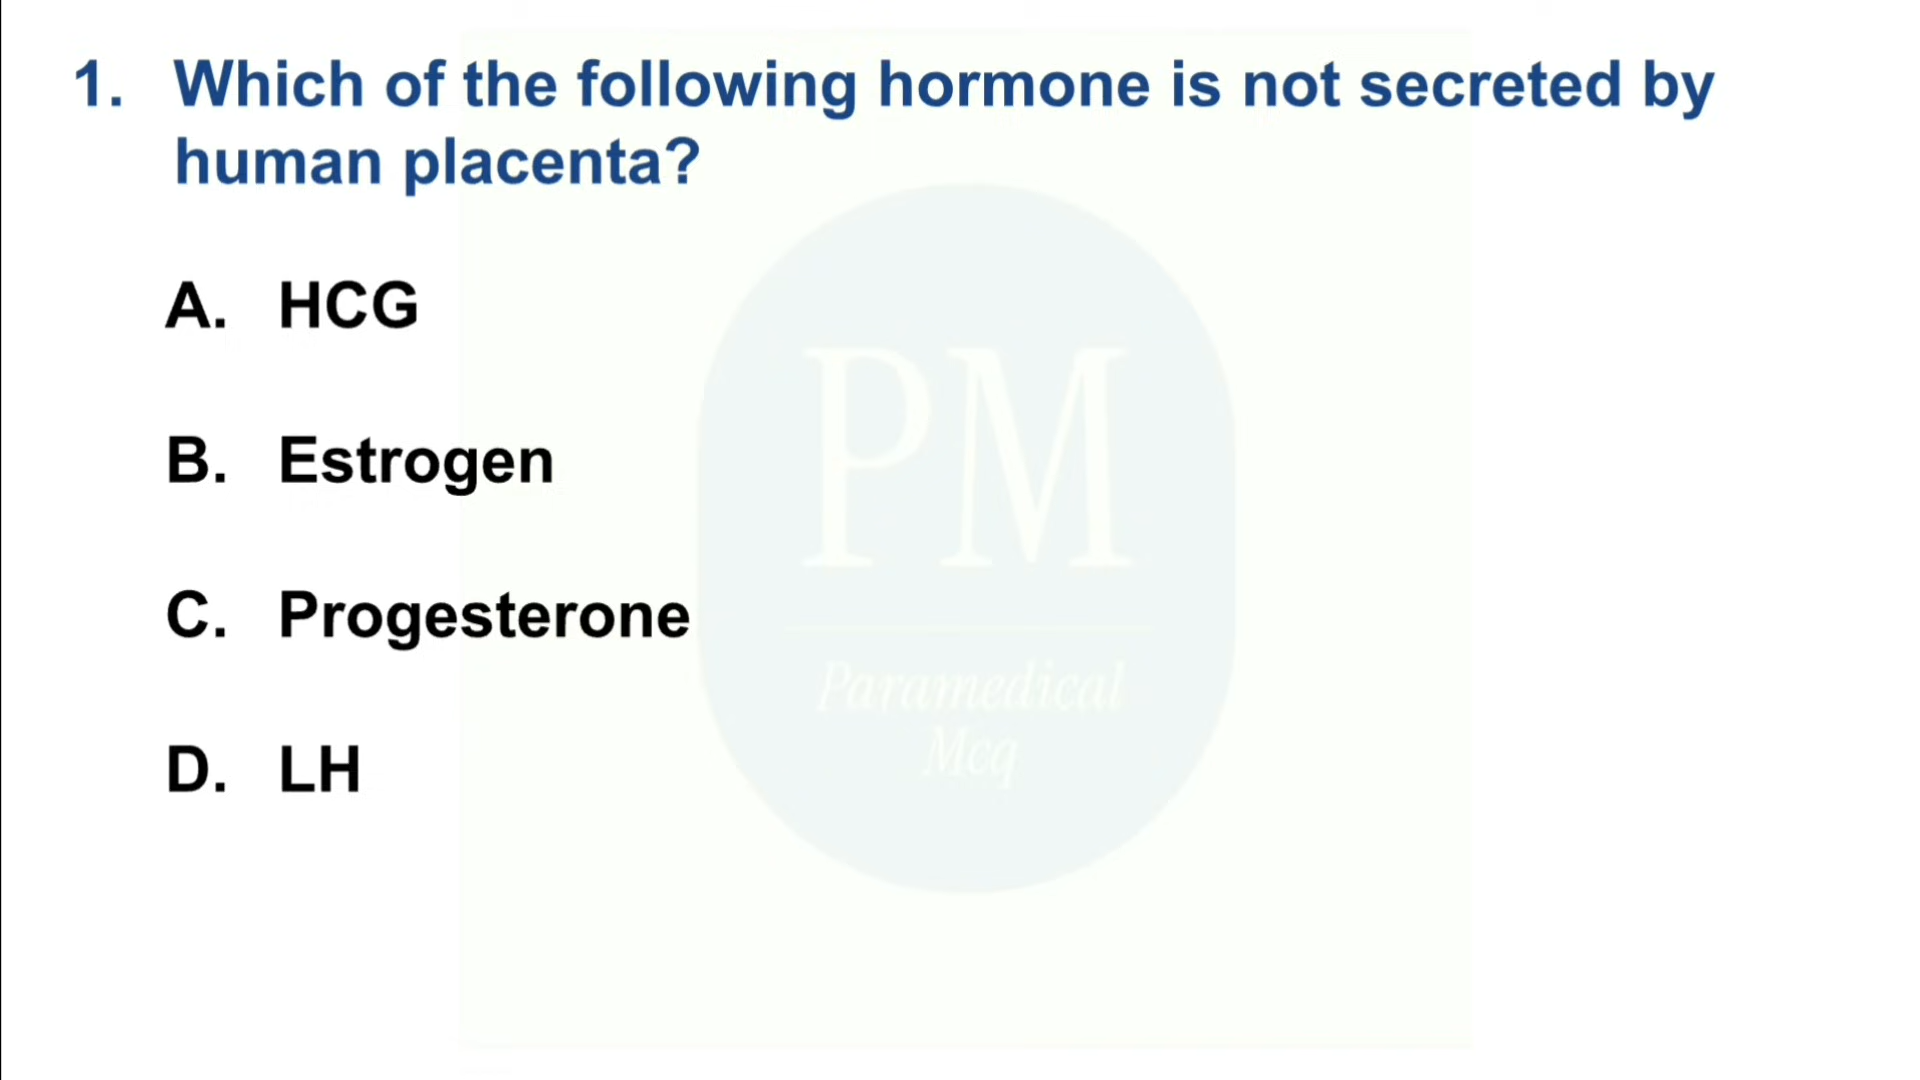 1. Which of the following hormone is not secreted by
human placenta?
A. HCG
B. Estrogen
C. Progesterone
D. LH
PM
Paramedical
Mcq